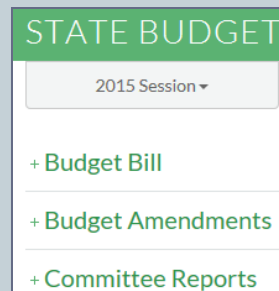 STATE BUDGET
2015 Session
+ Budget Bill
+ Budget Amendments
+ Committee Reports